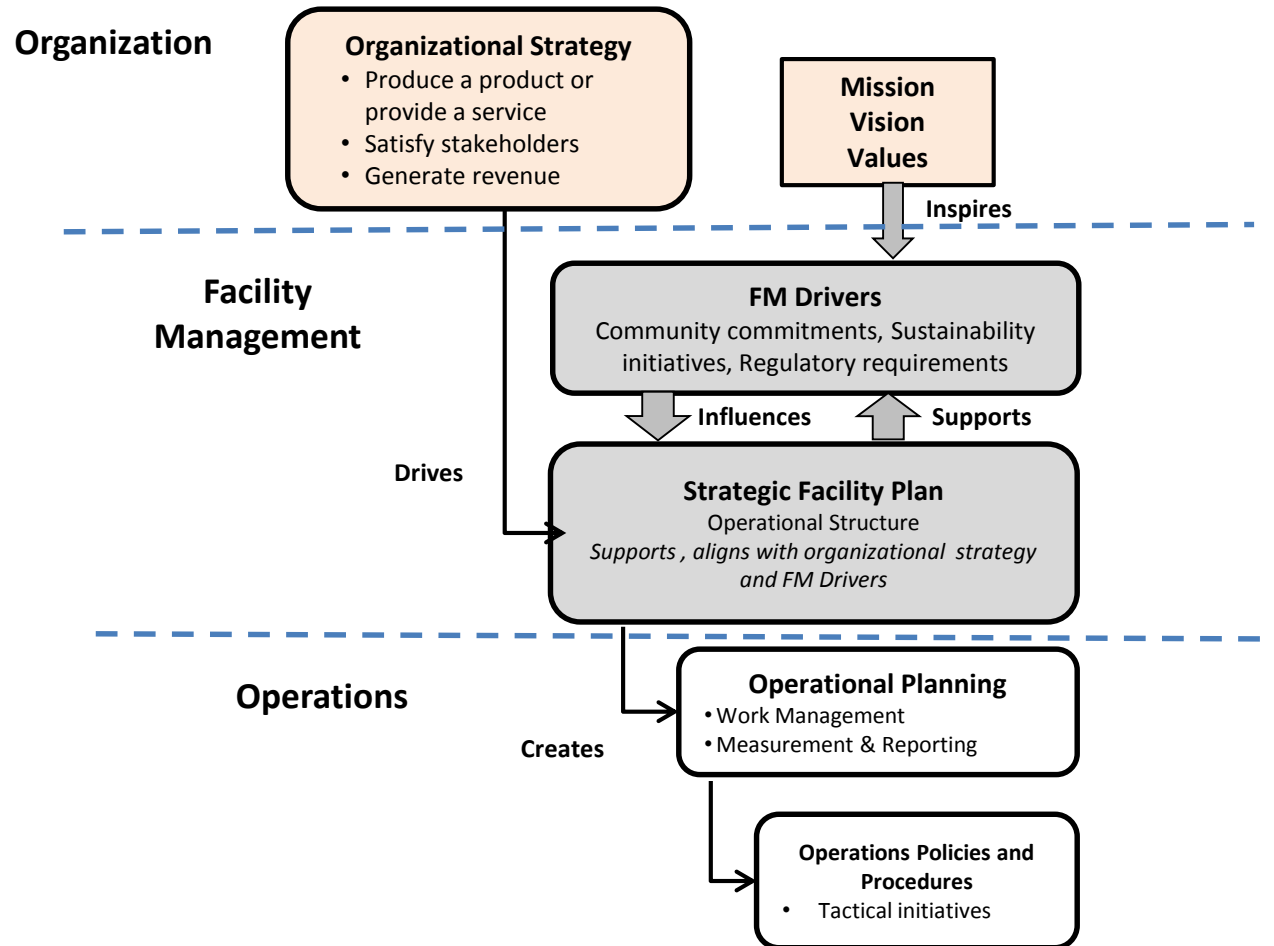 Organization
Organizational Strategy
• Produce a product or
provide a service
• Satisfy stakeholders
• Generate revenue
Mission
Vision
Values
Inspires
Facility
Management
FM Drivers
Community commitments, Sustainability
initiatives, Regulatory requirements
Influences
Supports
Drives
Strategic Facility Plan
Operational Structure
Supports , aligns with organizational strategy
and FM Drivers
Operations
Operational Planning
• Work Management
• Measurement & Reporting
Creates
Operations Policies and
Procedures
• Tactical initiatives